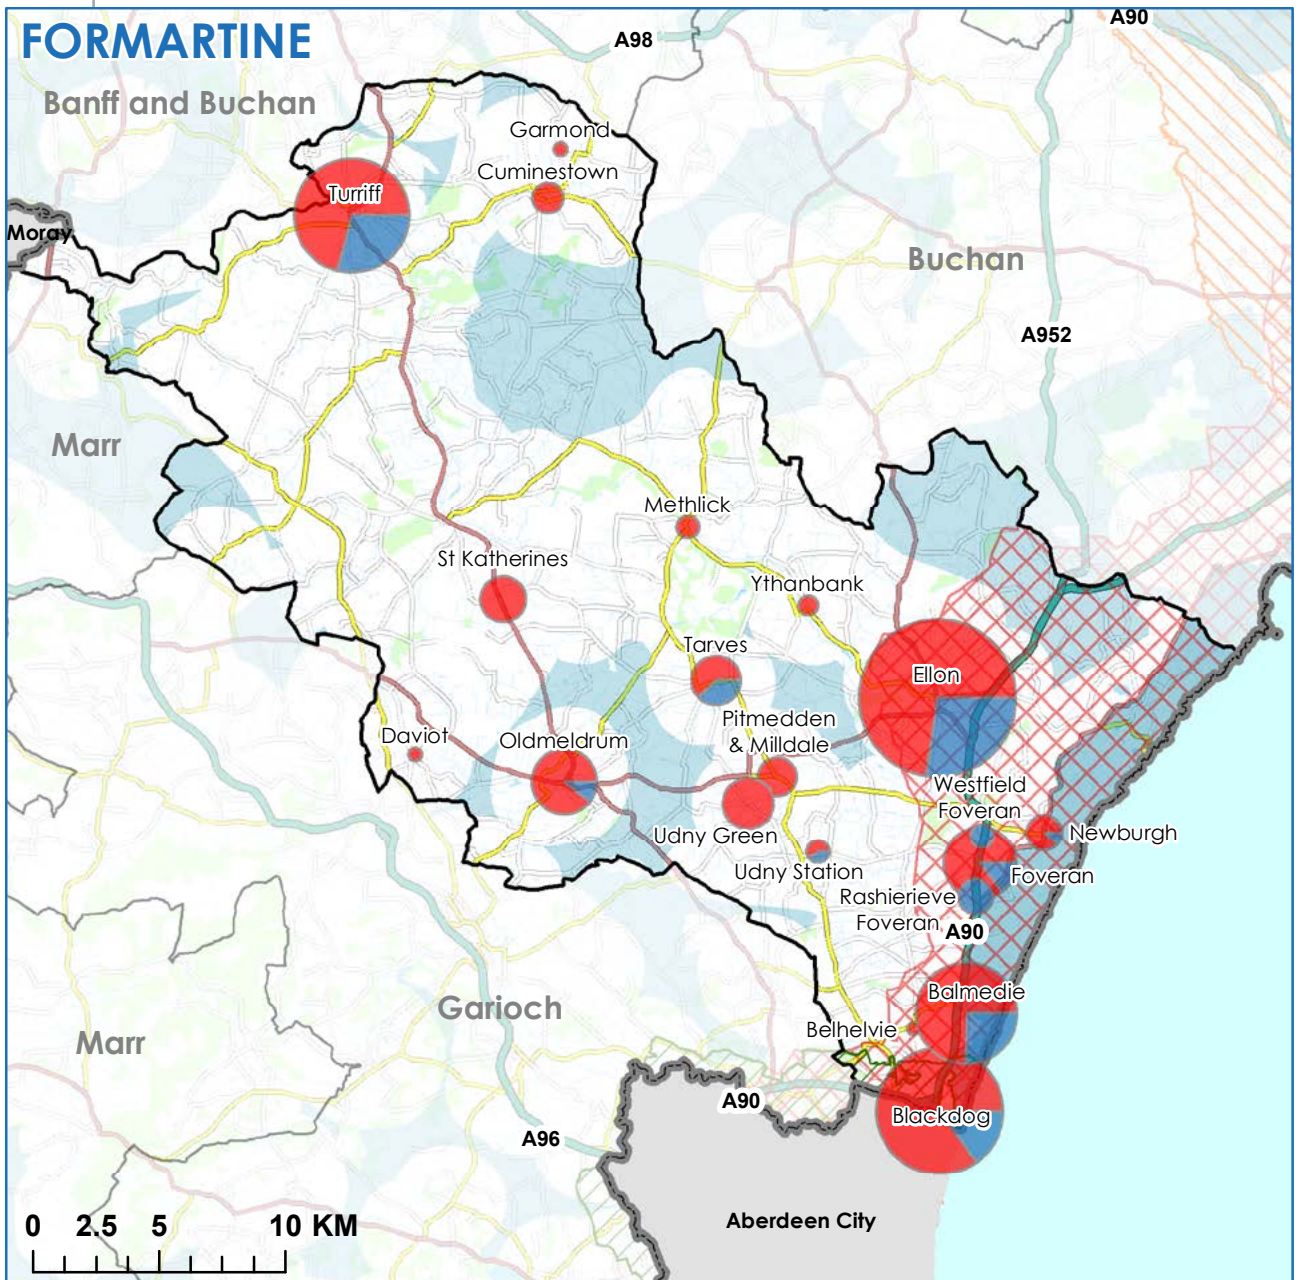 FORMARTINE
A90
A98
Banff and Buchan
Garmond
Cuminestown
Turriff
Moray
Buchan
A952
Marr
Methlick
St Katherines
Ythanbank
Tarves
Ellon
Pitmedden
& Milldale
Daviot
Oldmeldrum
Westfield
Foveran
Udny Green
Newburgh
Udny Station
Foveran
Rashierieve
Foveran
A90
Balmedie
Garioch
Belhelvie
Marr
A90
Blackdog
A96
Aberdeen City
0 2.5 5 10 KM